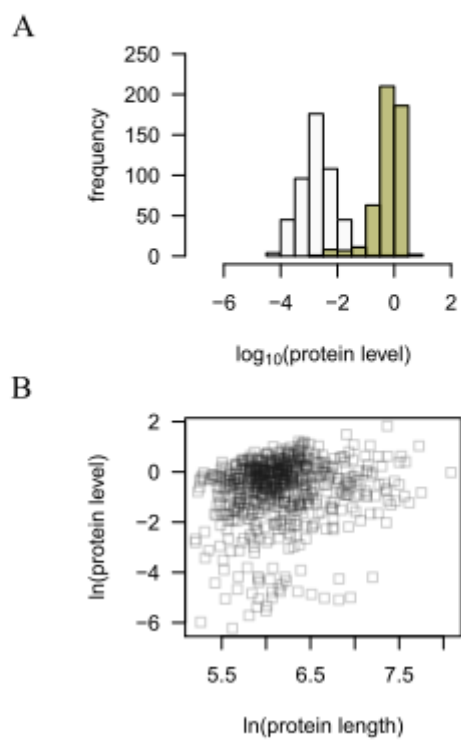 A
250
200
150
100
50
0
frequency
−6 −4 −2 0 2
log10(protein level)
B
2
0
−2
−4
−6
ln(protein level)
5.5 6.5 7.5
ln(protein length)